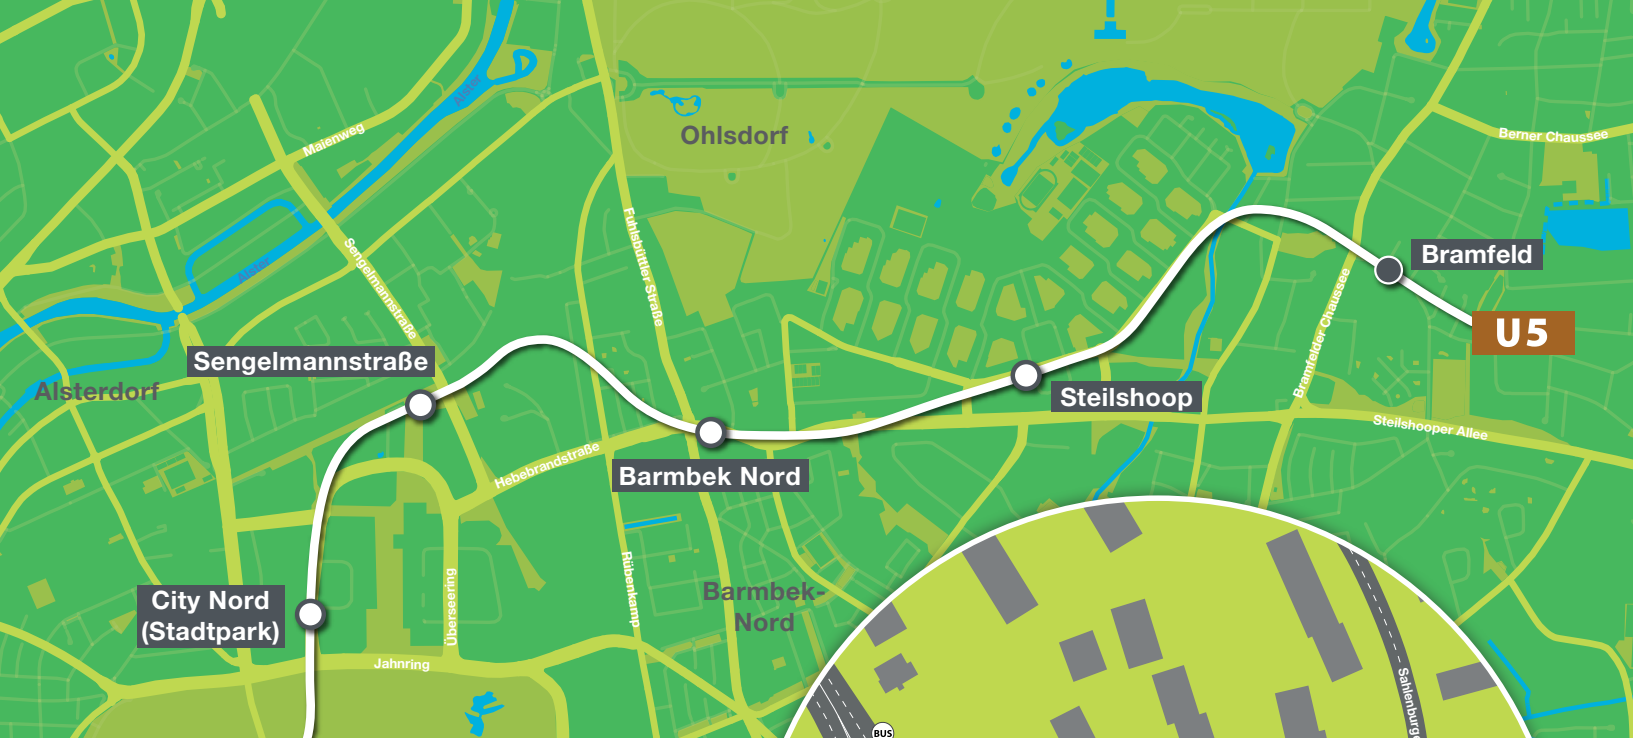 Alster
Maienweg
Ohlsdorf
Berner Chaussee
Fuhlsbüttler Straße
Sengelmannstraße
Alster
Bramfeld
U5
Bramfelder Chaussee
Sengelmannstraße
Alsterdorf
Steilshoop
Steilshooper Allee
Hebebrandstraße
Barmbek Nord
Rübenkamp
Überseering
City Nord
(Stadtpark)
Barmbek-
Nord
Jahnring
BUS